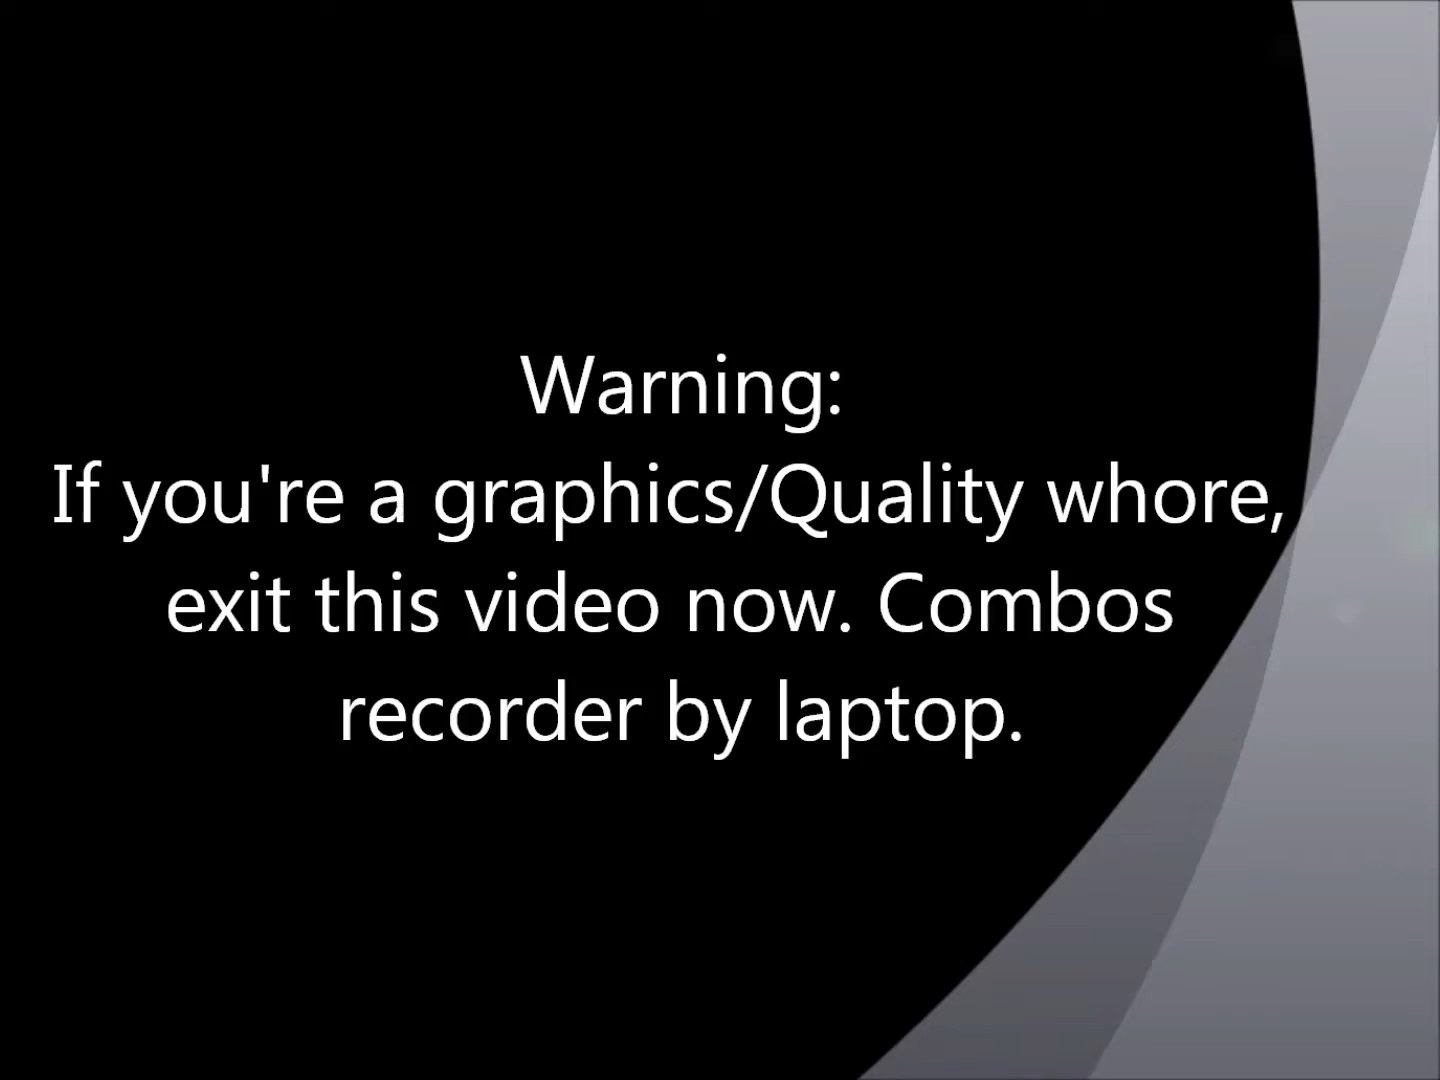 Warning:
If you're a graphics/Quality whore,
exit this video now. Combos
recorder by laptop.